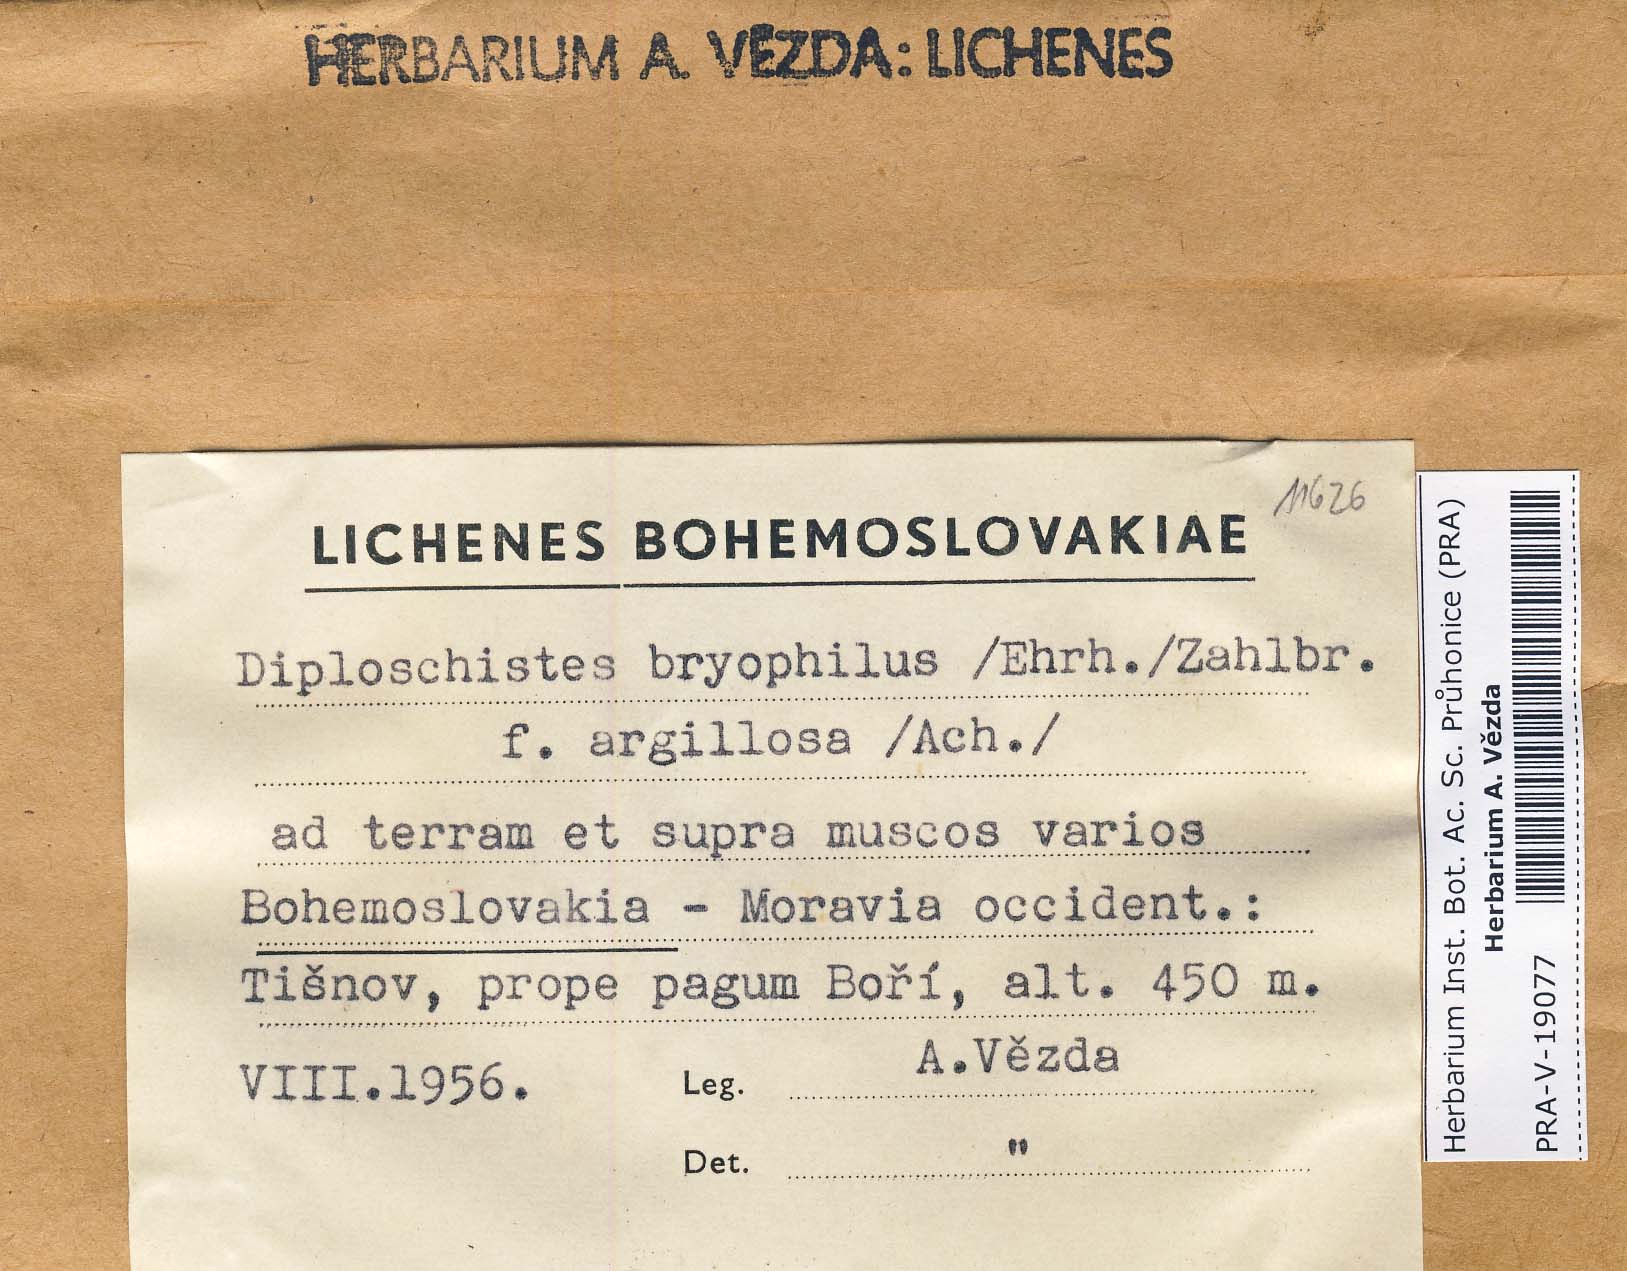 HERBARIUM A. VĚZDA: LICHENES
11626
LICHENES BOHEMOSLOVAKIAE
Diploschistes bryophilus /Ehrh./Zahlbr.
f. argillosa /Ach./
ad terram et supra muscos varios
Bohemoslovakia - Moravia occident.:
Tišnov, prope pagum Boří, alt. 450 m.
VIII.1956. Leg. A.Vězda
Det. "
Herbarium Inst. Bot. Ac. Sc. Průhonice (PRA)
Herbarium A. Vězda
PRA-V-19077